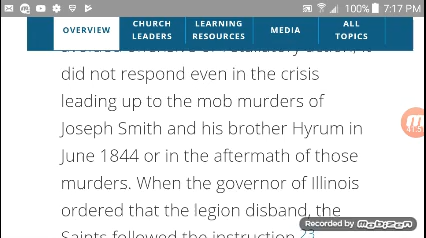 100% 7:17 PM
OVERVIEW
CHURCH LEADERS
LEARNING RESOURCES
MEDIA
ALL TOPICS
did not respond even in the crisis
leading up to the mob murders of
Joseph Smith and his brother Hyrum in
June 1844 or in the aftermath of those
murders. When the governor of Illinois
ordered that the legion disband, the
Saints followed the instruction.23
Recorded by Mobizen